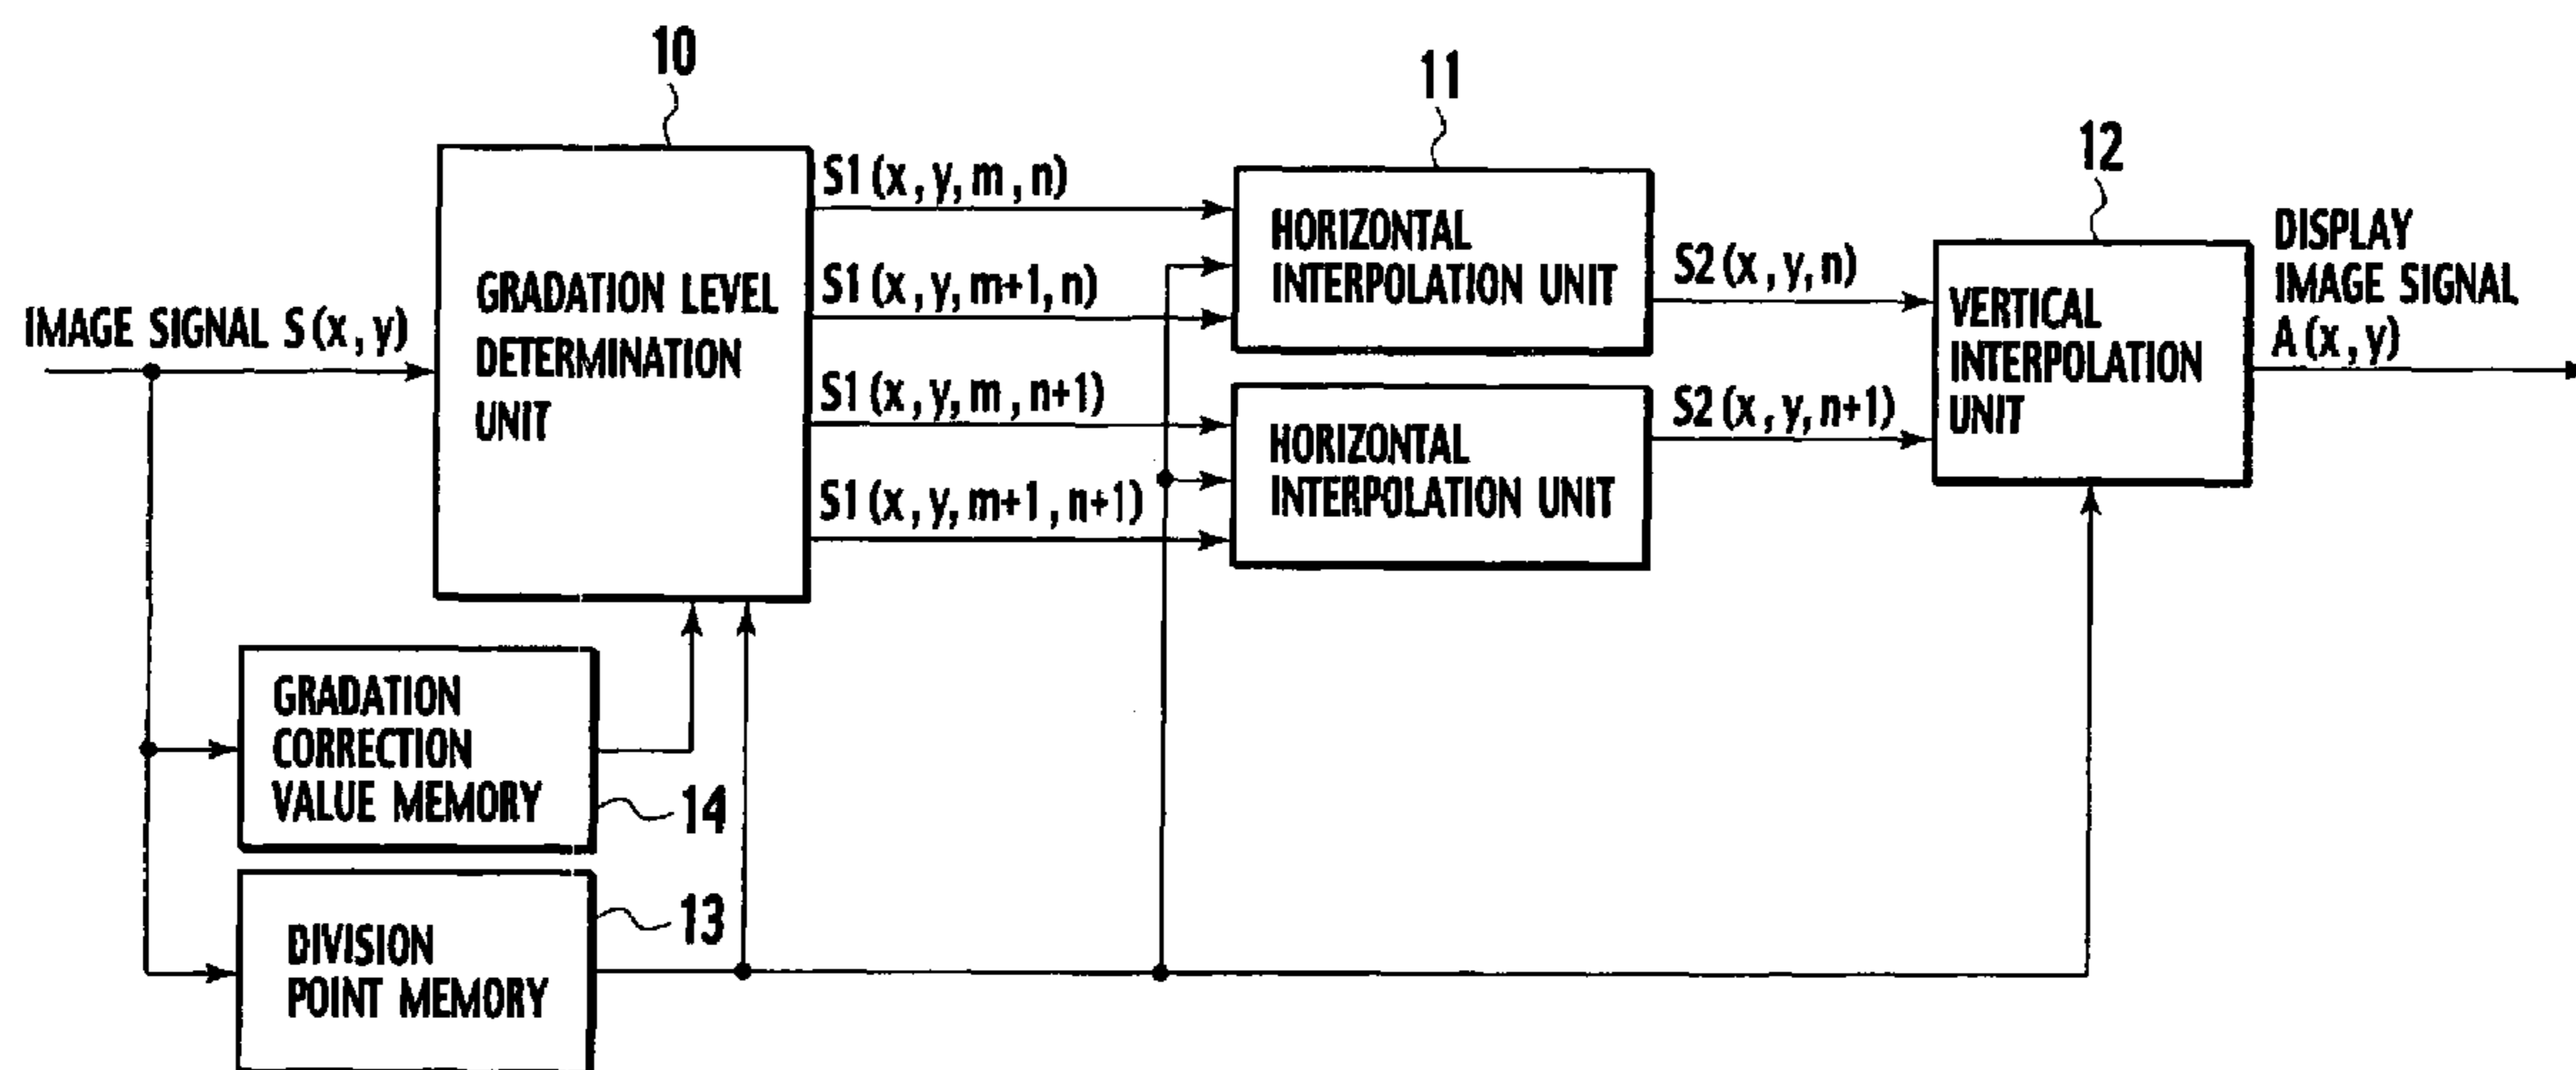 10
11
12
IMAGE SIGNAL S(x,y)
GRADATION LEVEL
DETERMINATION
UNIT
S1(x,y,m,n)
S1(x,y,m+1,n)
S1(x,y,m,n+1)
S1(x,y,m+1,n+1)
HORIZONTAL
INTERPOLATION UNIT
HORIZONTAL
INTERPOLATION UNIT
S2(x,y,n)
S2(x,y,n+1)
VERTICAL
INTERPOLATION
UNIT
DISPLAY
IMAGE SIGNAL
A(x,y)
GRADATION
CORRECTION
VALUE MEMORY
14
DIVISION
POINT MEMORY
13